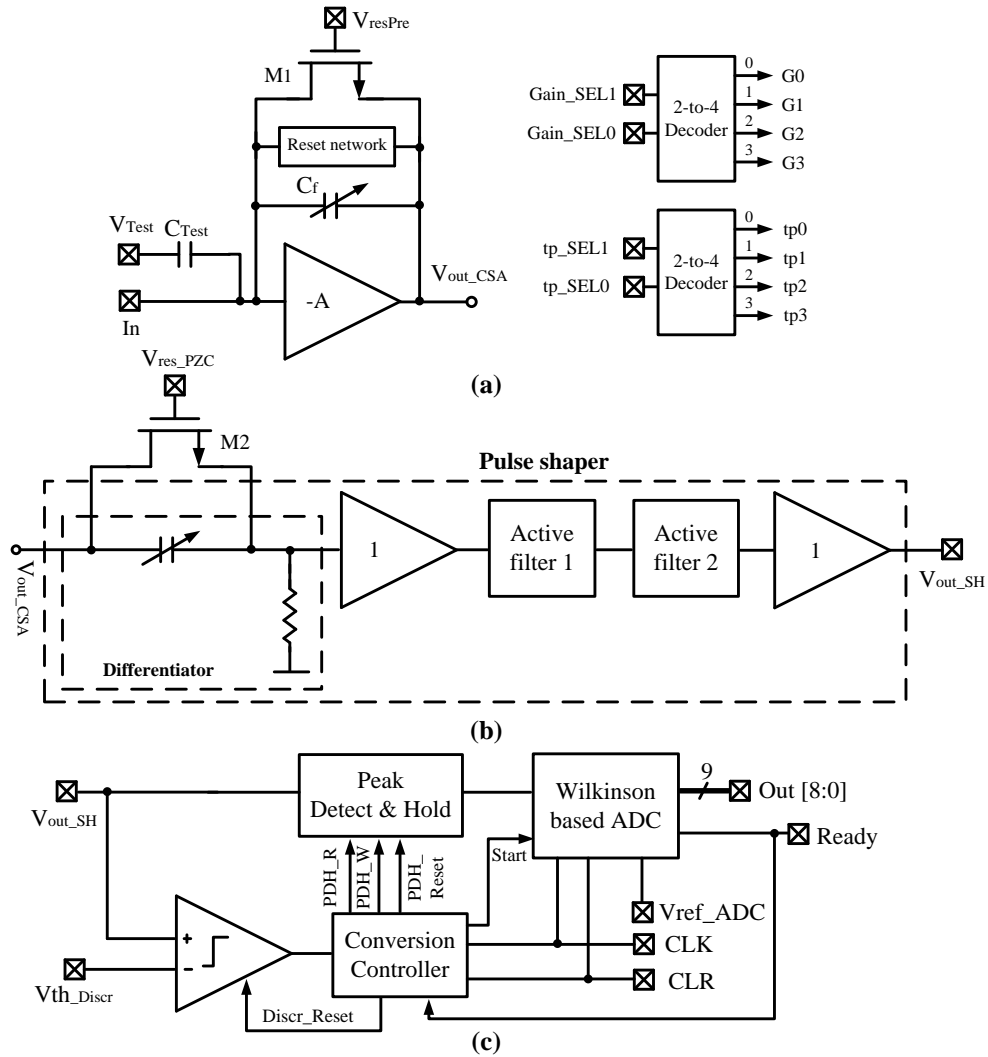 VresPre
M1
Reset network
Cf
VTest
CTest
In
-A
Vout_CSA
Gain_SEL1
Gain_SEL0
2-to-4
Decoder
0
G0
1
G1
2
G2
3
G3
tp_SEL1
tp_SEL0
2-to-4
Decoder
0
tp0
1
tp1
2
tp2
3
tp3
(a)
Vres_PZC
M2
Pulse shaper
Vout_CSA
Differentiator
1
Active
filter 1
Active
filter 2
1
Vout_SH
(b)
Vout_SH
Peak
Detect & Hold
Wilkinson
based ADC
9
Out [8:0]
Ready
PDH_R
PDH_W
PDH_
Reset
Start
Vref_ADC
CLK
CLR
+
-
Vth_Discr
Conversion
Controller
Discr_Reset
(c)